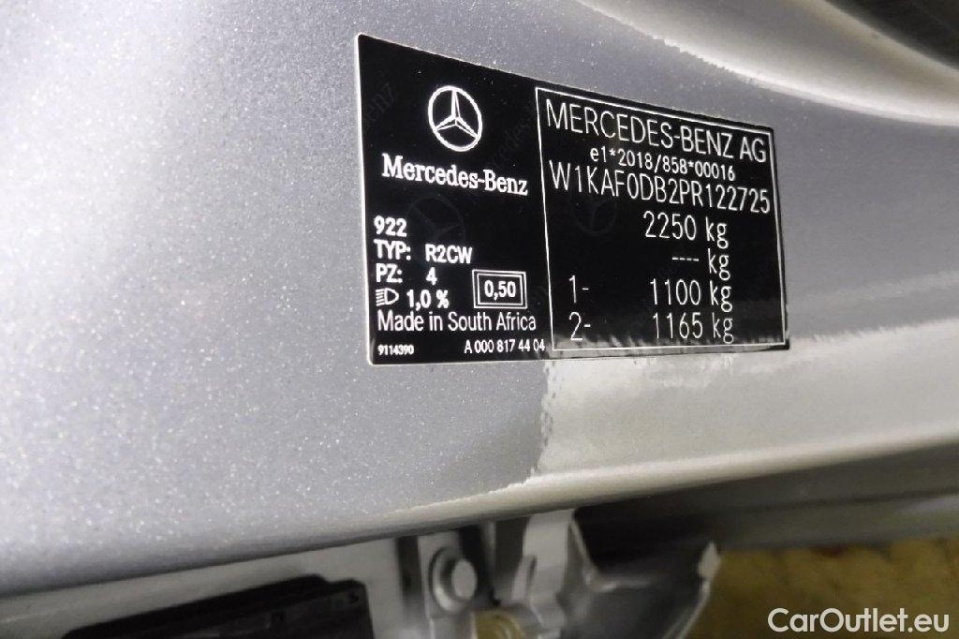 Mercedes-Benz
922
TYP: R2CW
PZ: 4
1,0 %
0,50
Made in South Africa
9114390
A 000 817 44 04
MERCEDES-BENZ AG
e1*2018/858*00016
W1KAF0DB2PR122725
2250 kg
---- kg
1- 1100 kg
2- 1165 kg
CarOutlet.eu